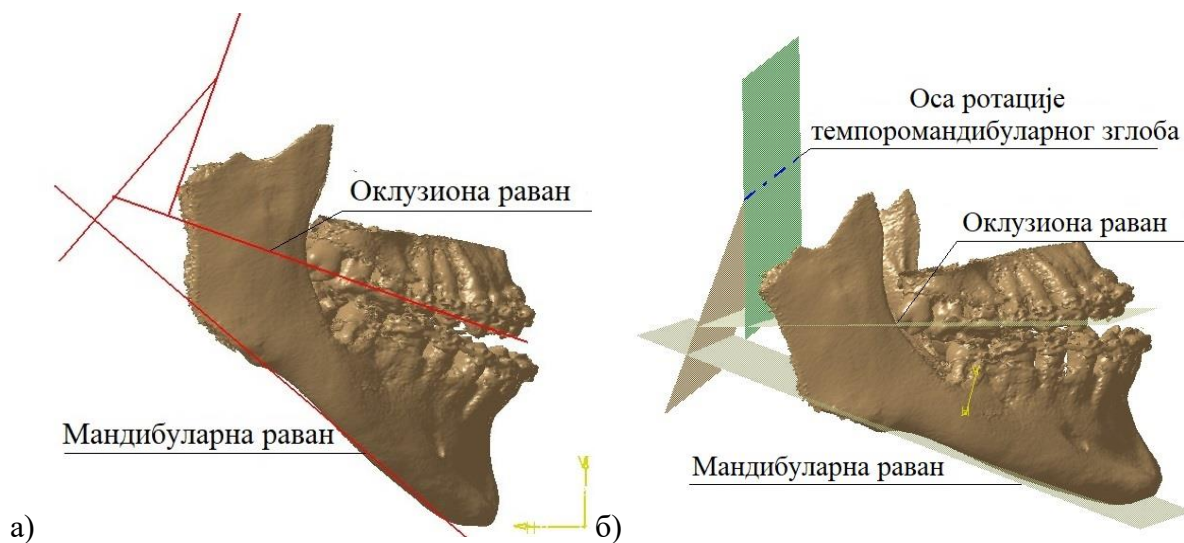 Оклузиона раван
Мандибуларна раван
а)
Оса ротације
темпоромандибуларног зглоба
Оклузиона раван
Мандибуларна раван
б)